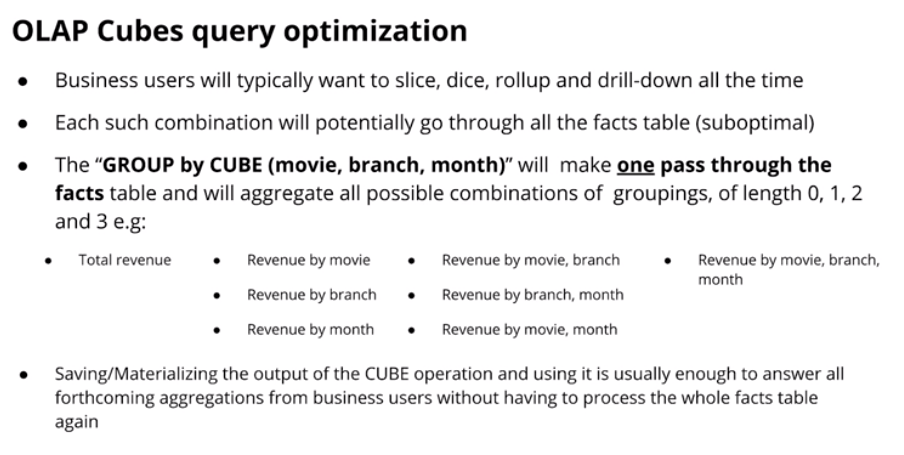 OLAP Cubes query optimization
● Business users will typically want to slice, dice, rollup and drill-down all the time
● Each such combination will potentially go through all the facts table (suboptimal)
● The “GROUP by CUBE (movie, branch, month)” will make one pass through the
facts table and will aggregate all possible combinations of groupings, of length 0, 1, 2
and 3 e.g:
● Total revenue
● Revenue by movie
● Revenue by branch
● Revenue by month
● Revenue by movie, branch
● Revenue by branch, month
● Revenue by movie, month
● Revenue by movie, branch,
month
● Saving/Materializing the output of the CUBE operation and using it is usually enough to answer all
forthcoming aggregations from business users without having to process the whole facts table
again